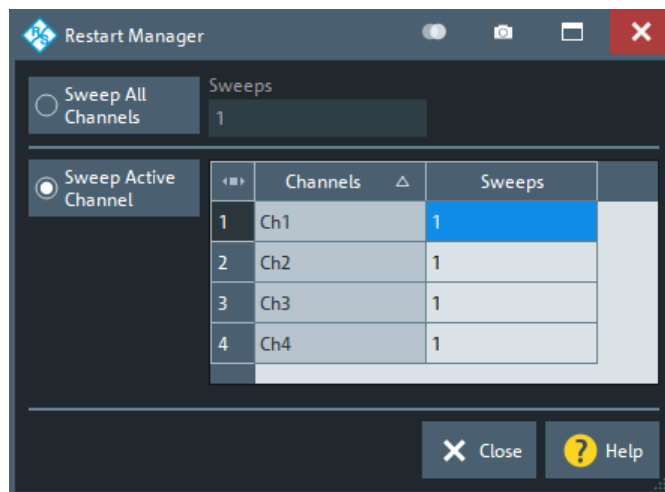 Restart Manager
Sweep All
Channels
Sweeps
1
Sweep Active
Channel
Channels Sweeps
1 Ch1 1
2 Ch2 1
3 Ch3 1
4 Ch4 1
Close
? Help